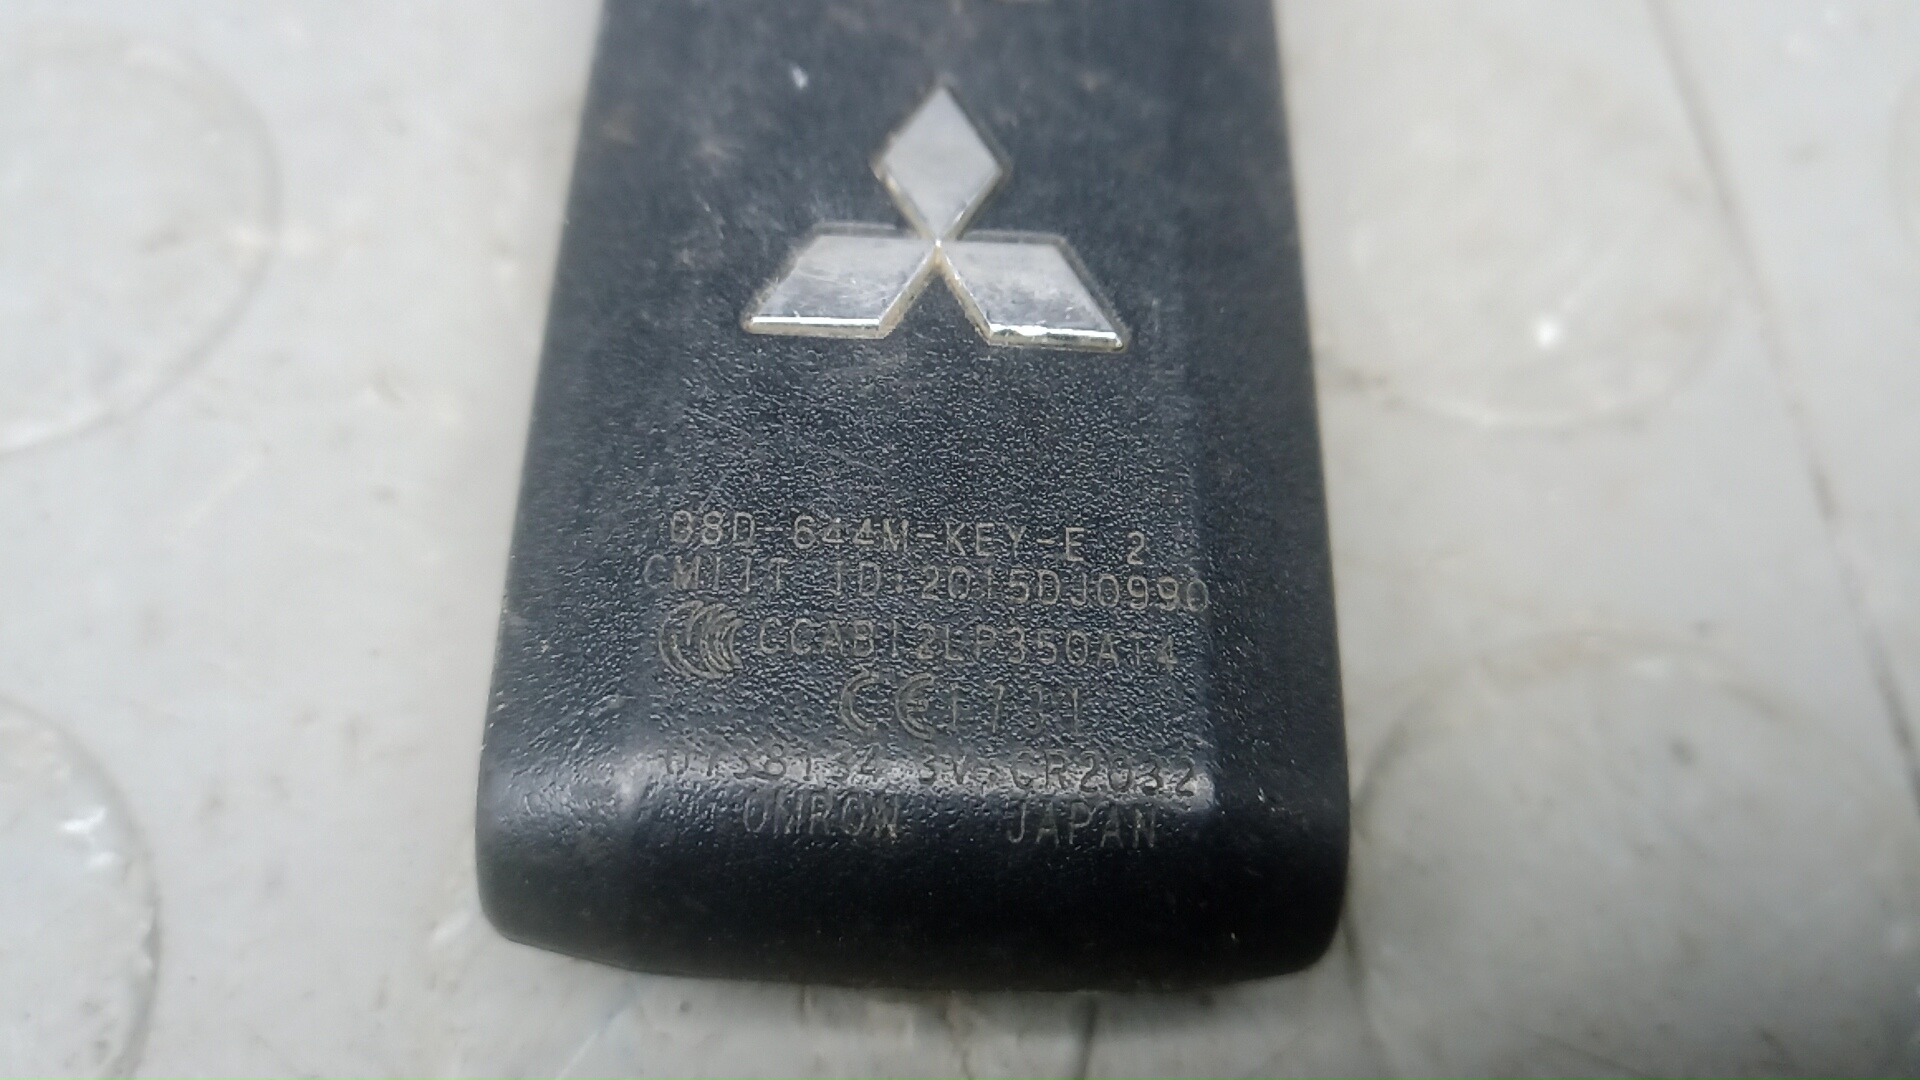 G8D-644M-KEY-E 2
CMIIT ID:2015DJ0990
CCAB12LP350AT4
CE1731
3V-CR2032
OMRON JAPAN